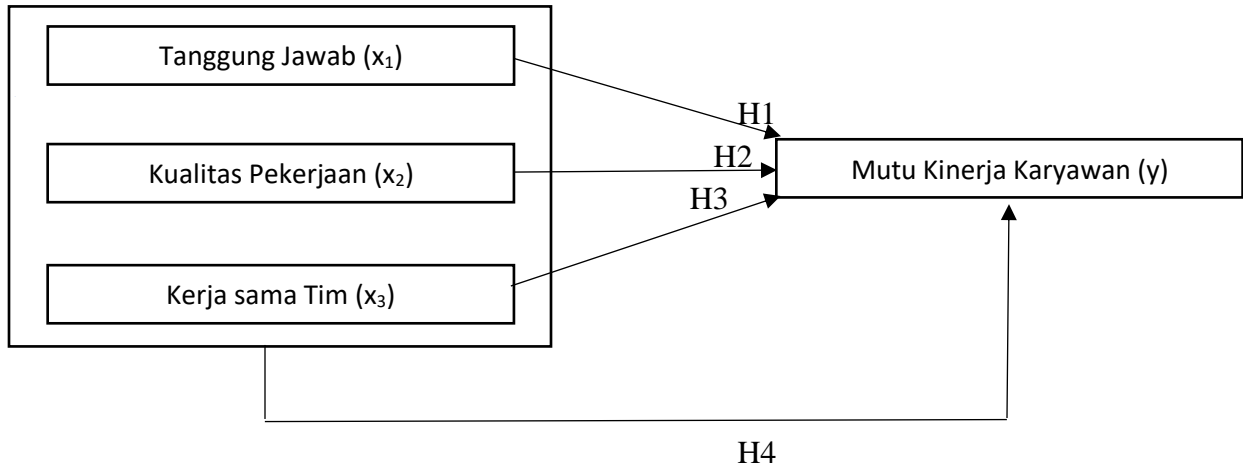 Tanggung Jawab (x₁)
H1
Kualitas Pekerjaan (x₂)
H2
Mutu Kinerja Karyawan (y)
H3
Kerja sama Tim (x₃)
H4